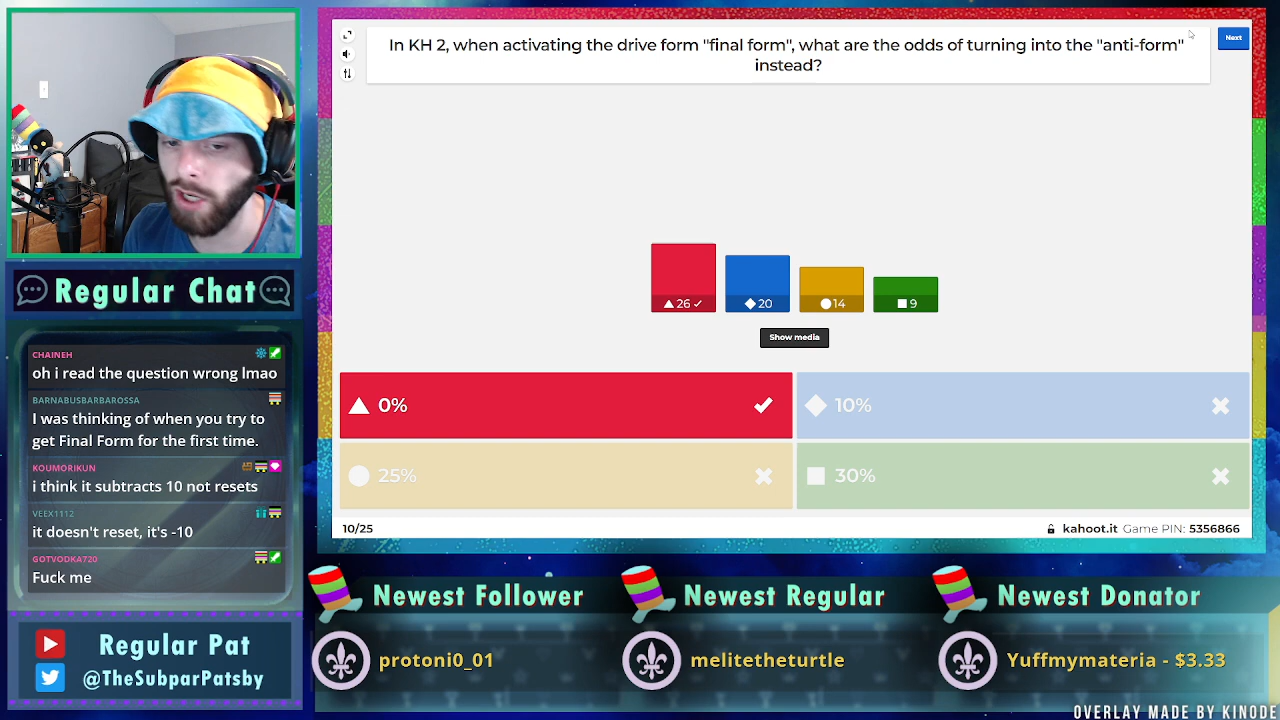 In KH 2, when activating the drive form "final form", what are the odds of turning into the "anti-form"
instead?
Next
26
20
14
9
Show media
0%
10%
25%
30%
10/25
kahoot.it Game PIN: 5356866
Regular Chat
CHAINEH
oh i read the question wrong lmao
BARNABUSBARBAROSSA
I was thinking of when you try to
get Final Form for the first time.
KOUMORIKUN
i think it subtracts 10 not resets
VEEX1112
it doesn't reset, it's -10
GOTVODKA720
Fuck me
Regular Pat
@TheSubparPatsby
Newest Follower
protoni0_01
Newest Regular
melitetheturtle
Newest Donator
Yuffmymateria - $3.33
OVERLAY MADE BY KINODE